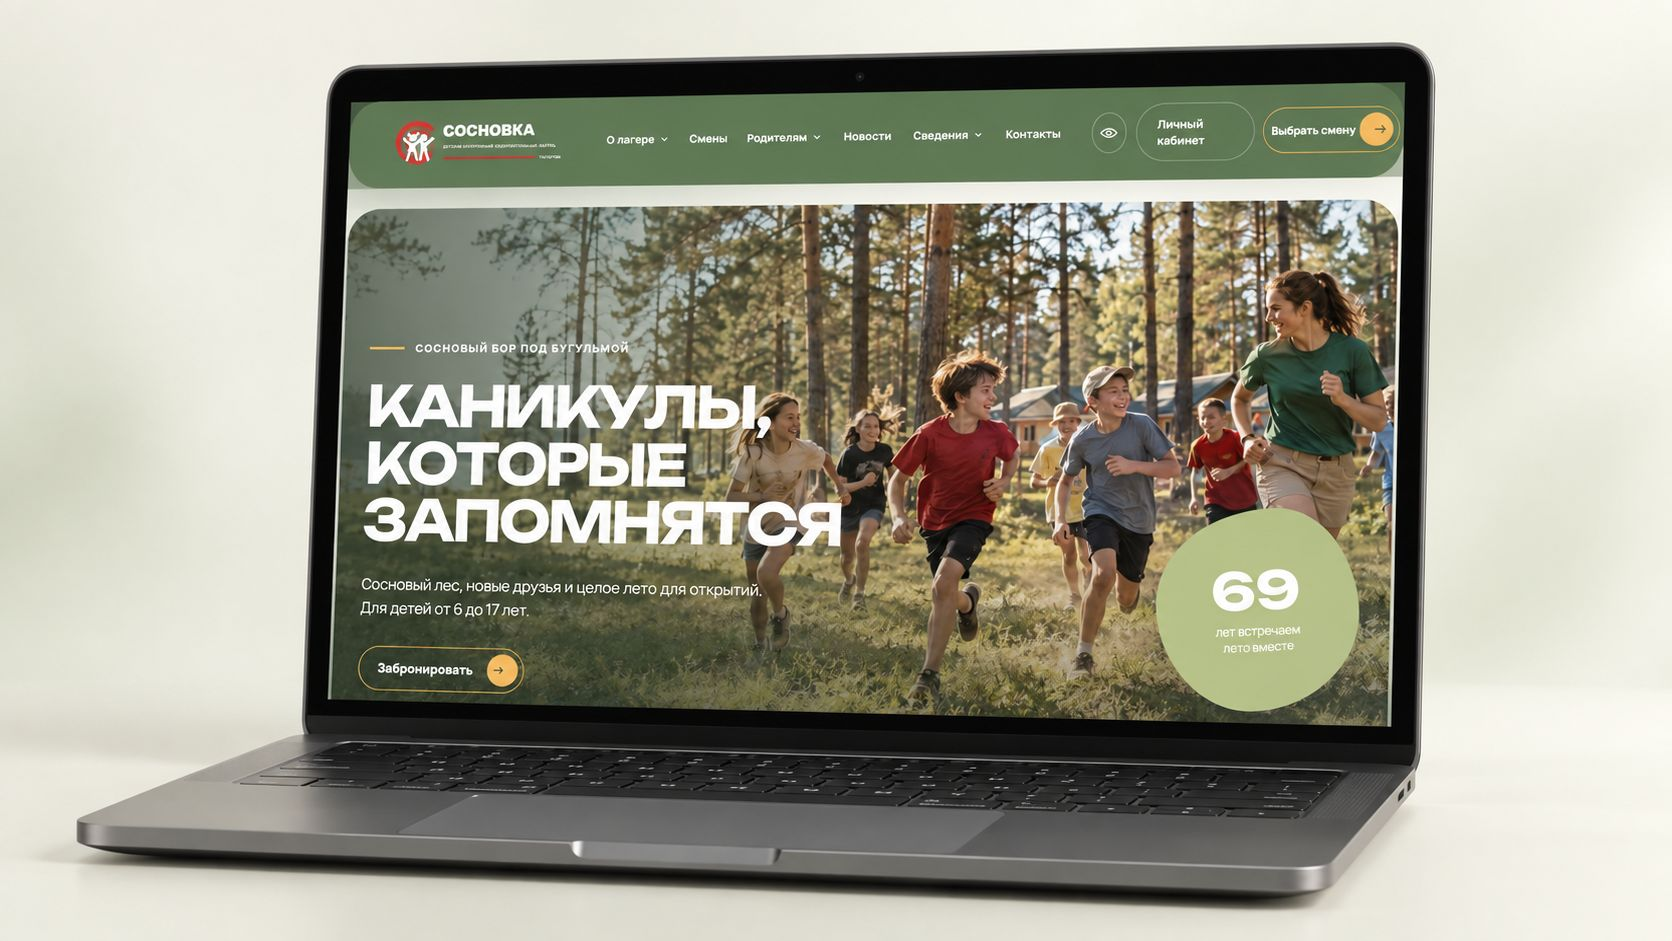 СОСНОВКА
О лагере
Смены
Родителям
Новости
Сведения
Контакты
Личный
кабинет
Выбрать смену
СОСНОВЫЙ БОР ПОД БУГУЛЬМОЙ
КАНИКУЛЫ,
КОТОРЫЕ
ЗАПОМНЯТСЯ
Сосновый лес, новые друзья и целое лето для открытий.
Для детей от 6 до 17 лет.
Забронировать
69
лет встречаем
лето вместе